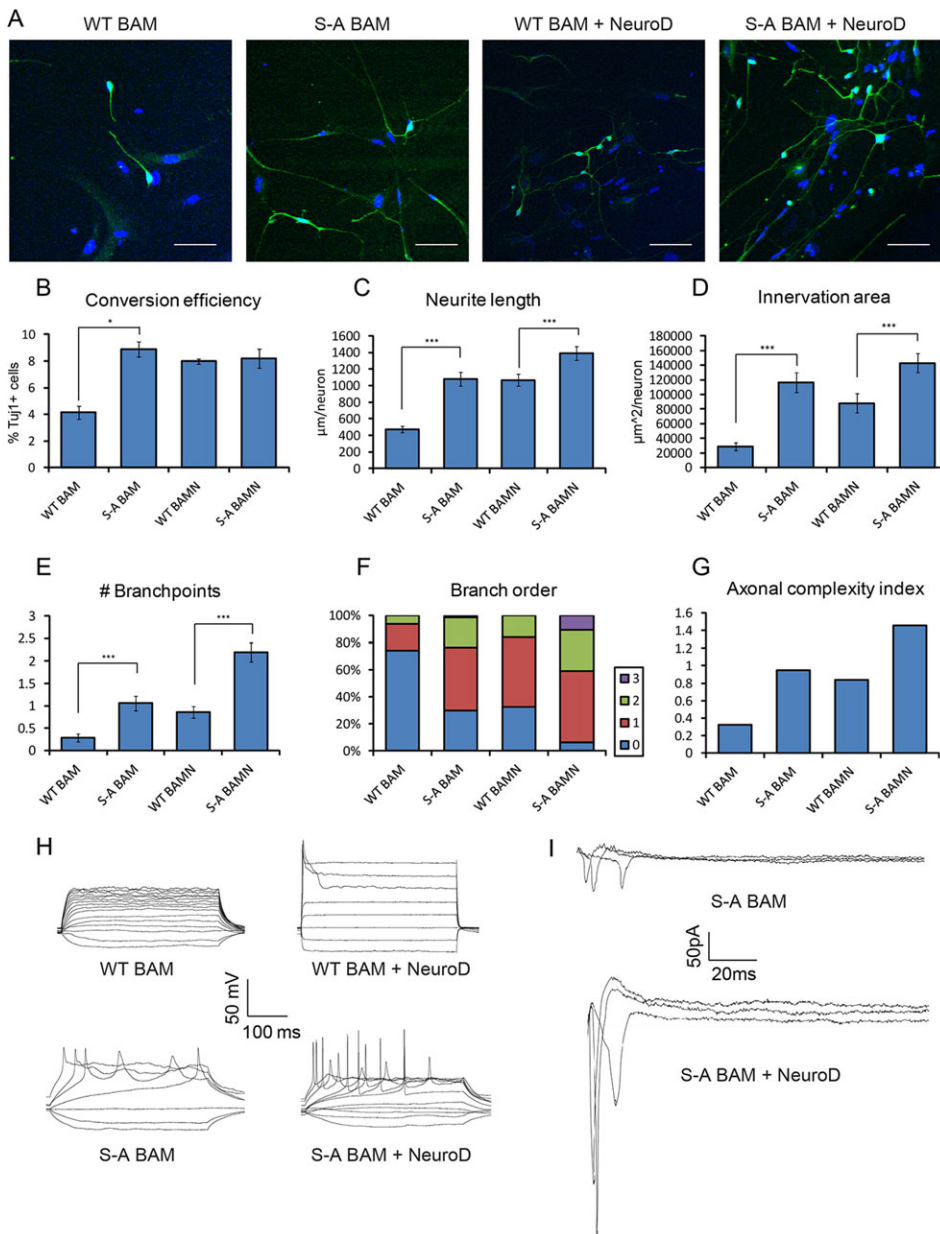 A
WT BAM
S-A BAM
WT BAM + NeuroD
S-A BAM + NeuroD
B
Conversion efficiency
*
% Tuj1+ cells
10
8
6
4
2
0
WT BAM
S-A BAM
WT BAMN
S-A BAMN
C
Neurite length
***
***
µm/neuron
1600
1400
1200
1000
800
600
400
200
0
WT BAM
S-A BAM
WT BAMN
S-A BAMN
D
Innervation area
***
***
µm^2/neuron
180000
160000
140000
120000
100000
80000
60000
40000
20000
0
WT BAM
S-A BAM
WT BAMN
S-A BAMN
E
# Branchpoints
***
***
3
2.5
2
1.5
1
0.5
0
WT BAM
S-A BAM
WT BAMN
S-A BAMN
F
Branch order
100%
80%
60%
40%
20%
0%
WT BAM
S-A BAM
WT BAMN
S-A BAMN
3
2
1
0
G
Axonal complexity index
1.6
1.4
1.2
1
0.8
0.6
0.4
0.2
0
WT BAM
S-A BAM
WT BAMN
S-A BAMN
H
WT BAM
WT BAM + NeuroD
50 mV
100 ms
S-A BAM
S-A BAM + NeuroD
I
S-A BAM
50pA
20ms
S-A BAM + NeuroD